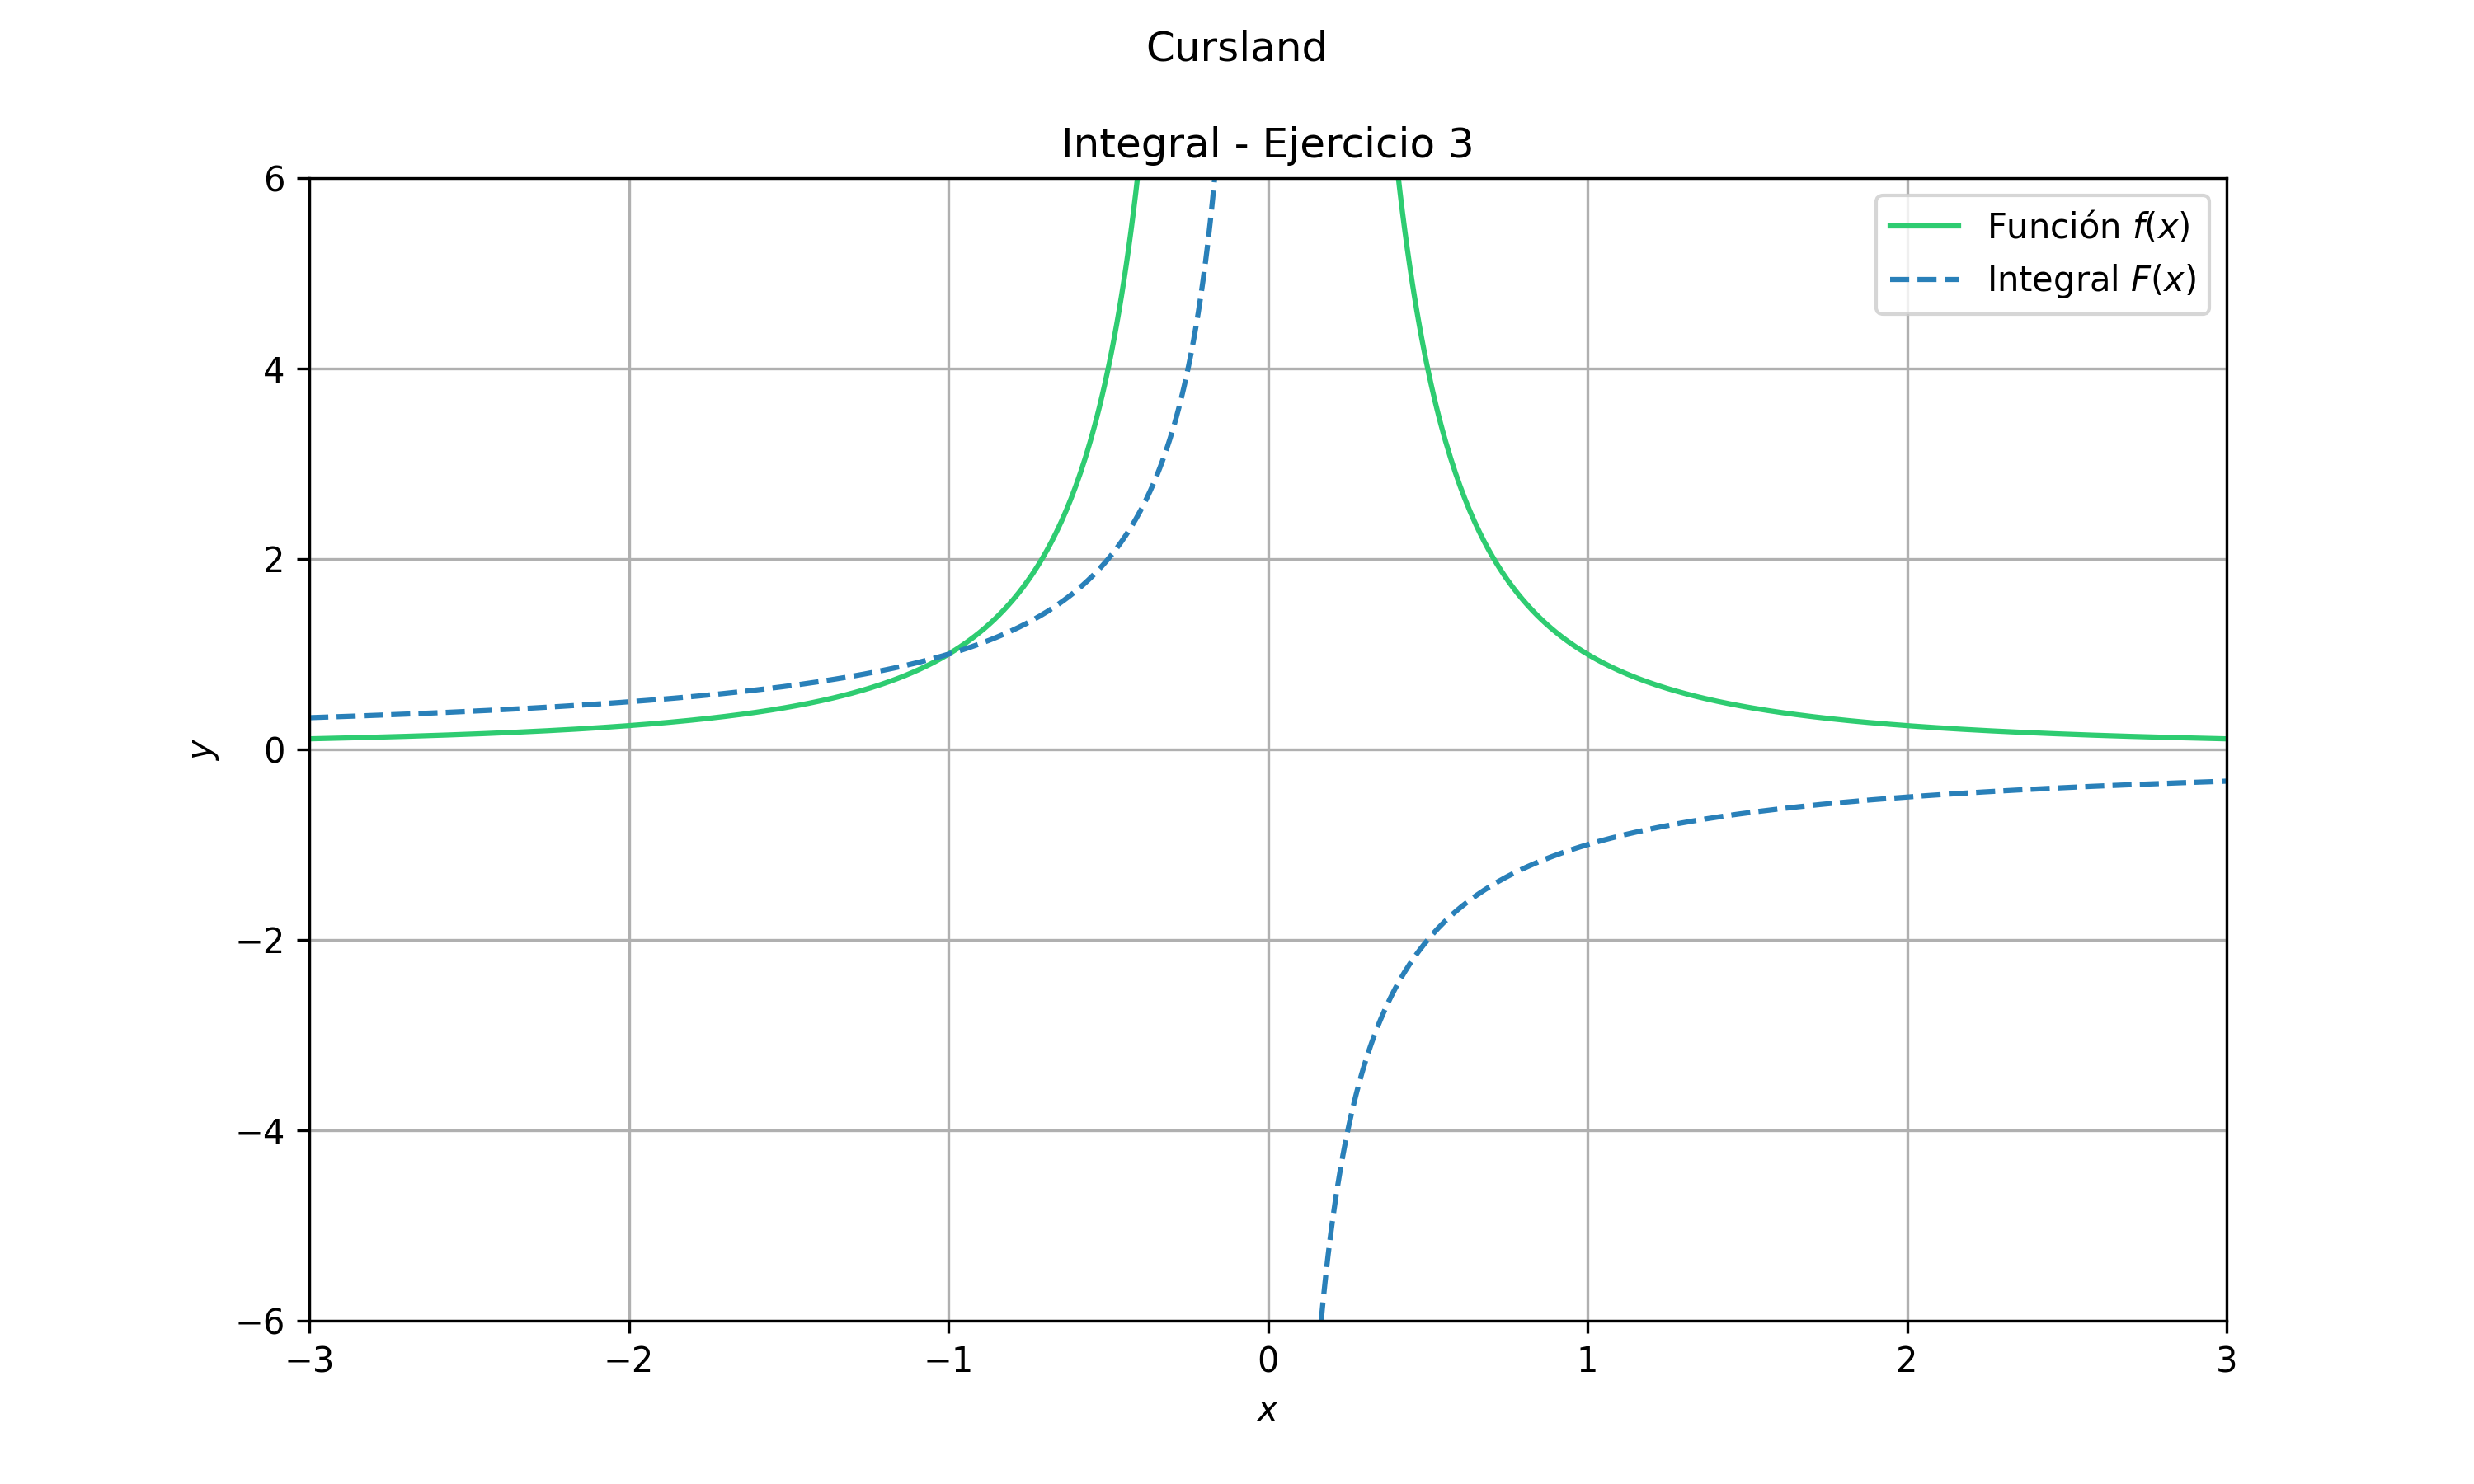 Cursland
Integral - Ejercicio 3
Función f(x)
Integral F(x)
6
4
2
0
−2
−4
−6
y
−3
−2
−1
0
1
2
3
x